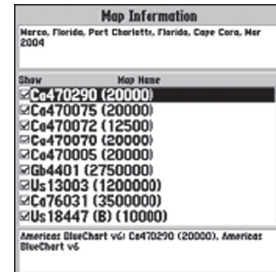 Map Information
Marco, Florida, Port Charlotte, Florida, Cape Cora, Mar
2004
Show Map Name
Ca470290 (20000)
Ca470075 (20000)
Ca470072 (12500)
Ca470070 (20000)
Ca470005 (20000)
Gb4401 (2750000)
Us13003 (1200000)
Ca76031 (3500000)
Us18447 (B) (10000)
Americas BlueChart v6: Ca470290 (20000), Americas
BlueChart v6